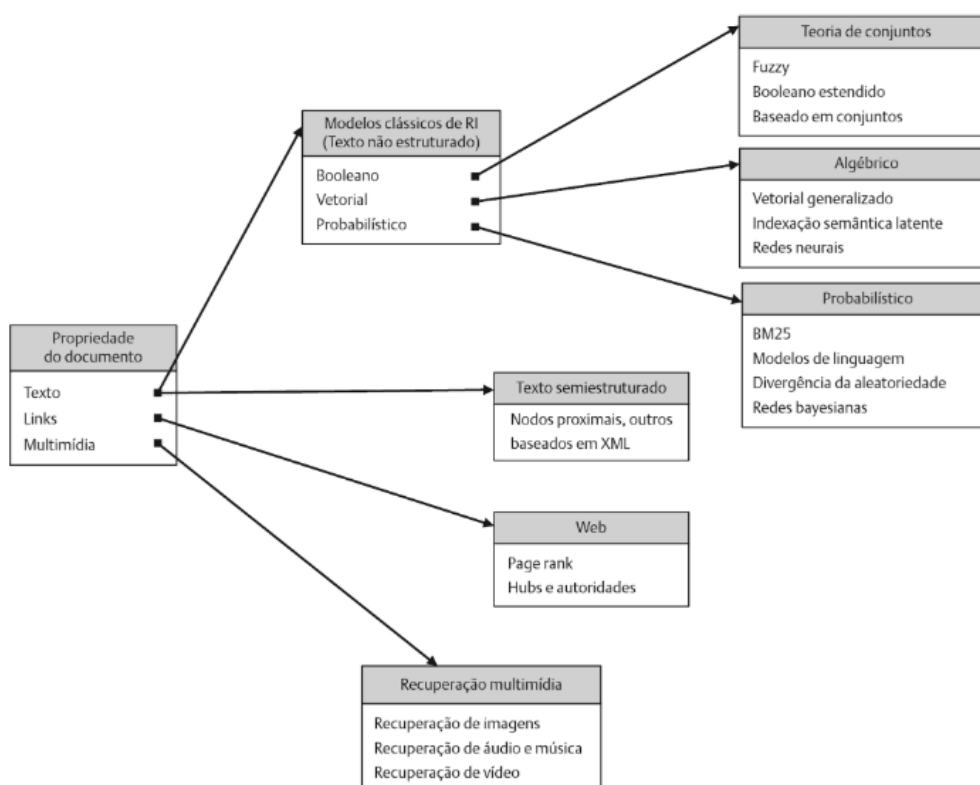 Teoria de conjuntos
Fuzzy
Booleano estendido
Baseado em conjuntos
Modelos clássicos de RI
(Texto não estruturado)
Booleano
Vetorial
Probabilístico
Algébrico
Vetorial generalizado
Indexação semântica latente
Redes neurais
Probabilístico
BM25
Modelos de linguagem
Divergência da aleatoriedade
Redes bayesianas
Propriedade
do documento
Texto
Links
Multimídia
Texto semiestruturado
Nodos proximais, outros
baseados em XML
Web
Page rank
Hubs e autoridades
Recuperação multimídia
Recuperação de imagens
Recuperação de áudio e música
Recuperação de vídeo